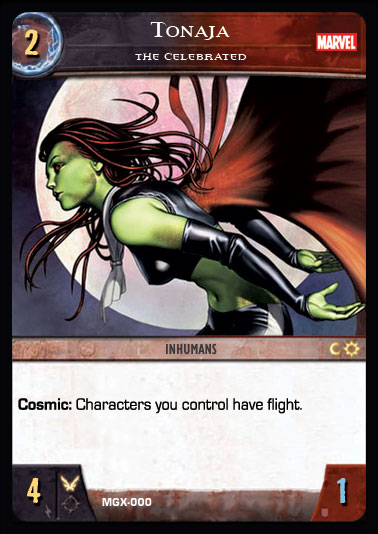 2
Tonaja
the Celebrated
MARVEL
INHUMANS
Cosmic: Characters you control have flight.
4
MGX-000
1